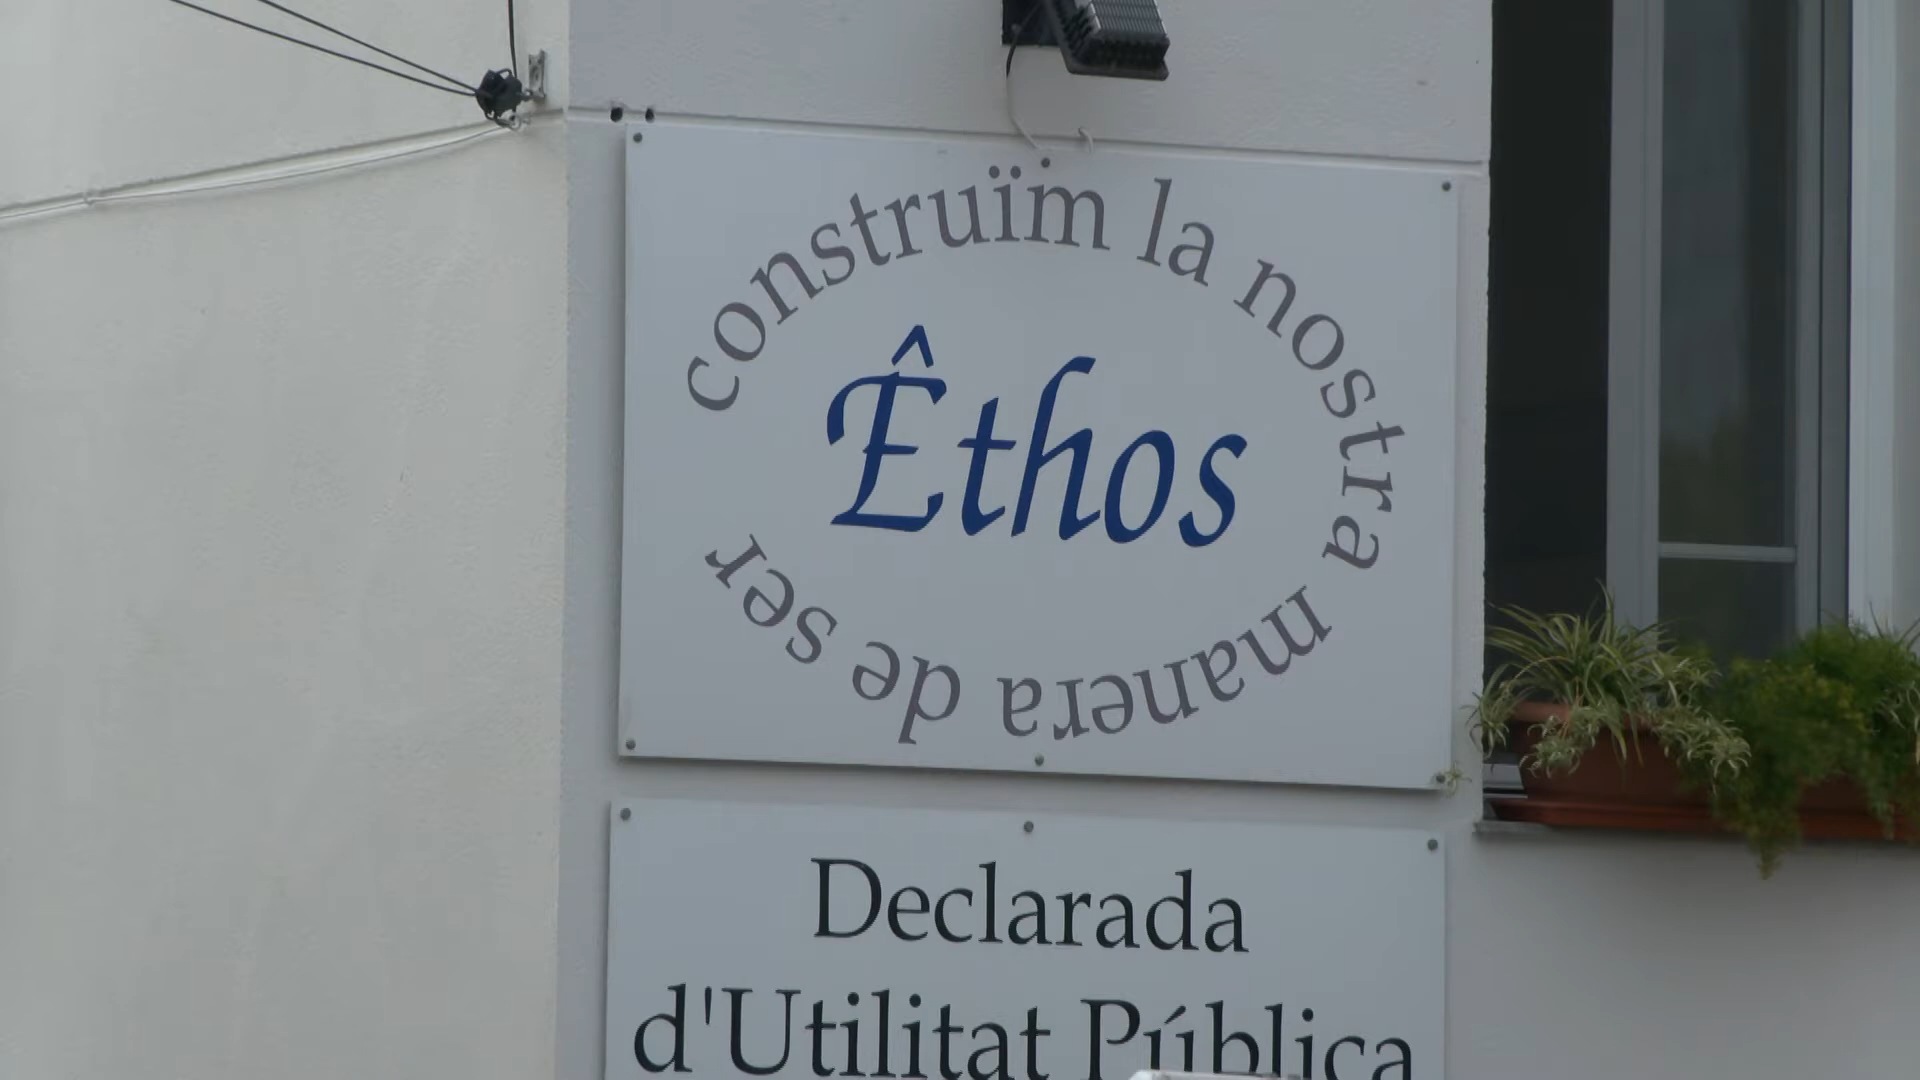 construïm la nostra manera de ser
Êthos
Declarada
d'Utilitat Pública